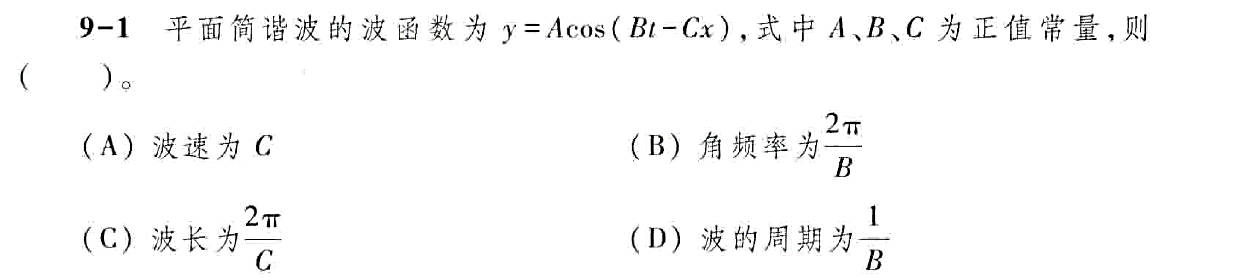 9-1 平面简谐波的波函数为 y=Acos(Bt-Cx),式中 A、B、C 为正值常量,则
( )。
(A) 波速为 C (B) 角频率为 2π/B
(C) 波长为 2π/C (D) 波的周期为 1/B